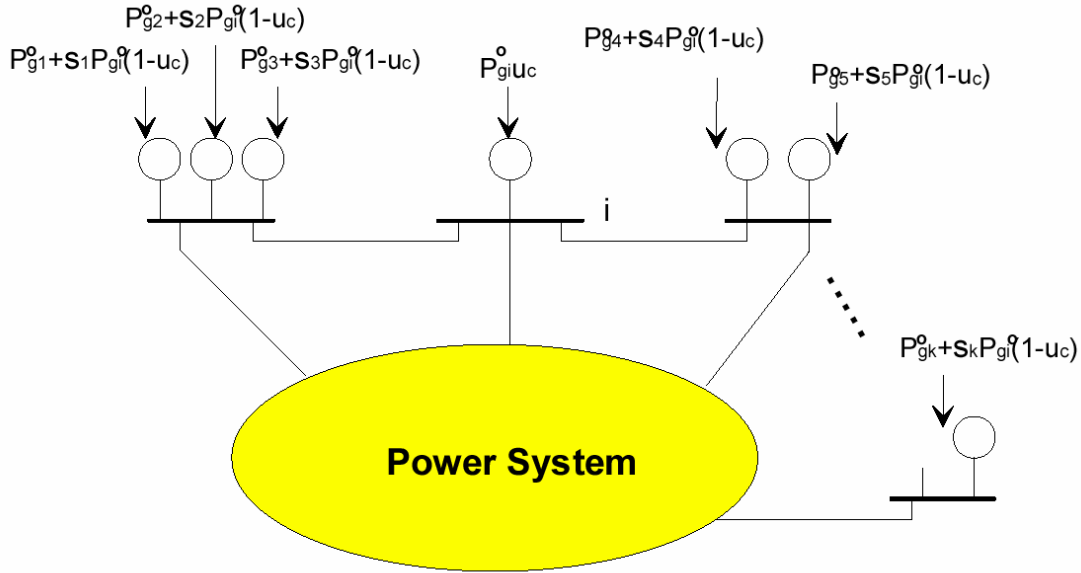 P°g2+s2P°gi(1-uc)
P°g1+s1P°gi(1-uc)
P°g3+s3P°gi(1-uc)
P°giuc
P°g4+s4P°gi(1-uc)
P°g5+s5P°gi(1-uc)
i
P°gk+skP°gi(1-uc)
Power System